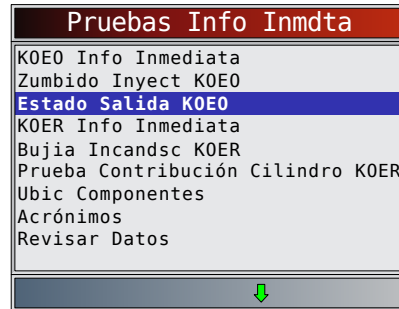 Pruebas Info Inmdta
KOEO Info Inmediata
Zumbido Inyect KOEO
Estado Salida KOEO
KOER Info Inmediata
Bujia Incandsc KOER
Prueba Contribución Cilindro KOER
Ubic Componentes
Acrónimos
Revisar Datos